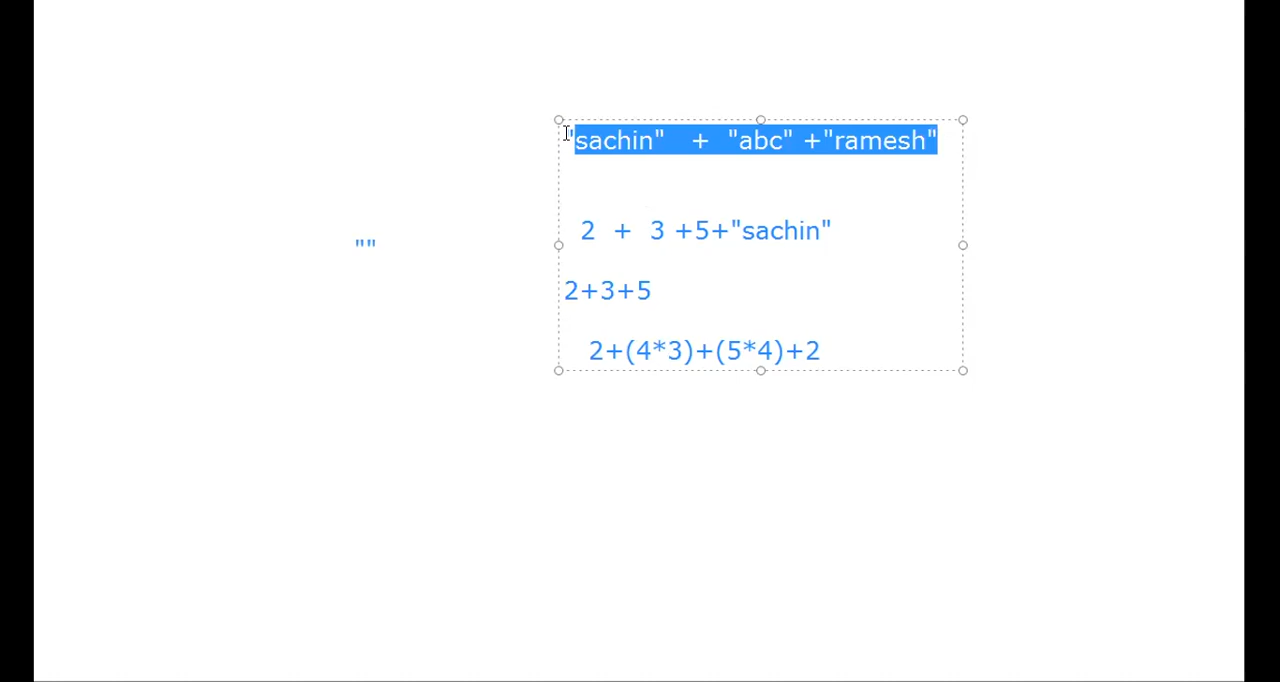 "sachin"   +  "abc" +"ramesh"
2  +  3 +5+"sachin"
""
2+3+5
2+(4*3)+(5*4)+2